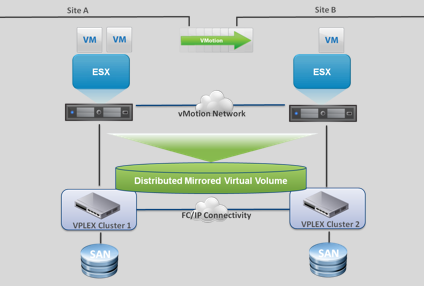 Site A
Site B
VM VM
VMotion
VM
ESX
ESX
vMotion Network
Distributed Mirrored Virtual Volume
FC/IP Connectivity
VPLEX Cluster 1
VPLEX Cluster 2
SAN
SAN